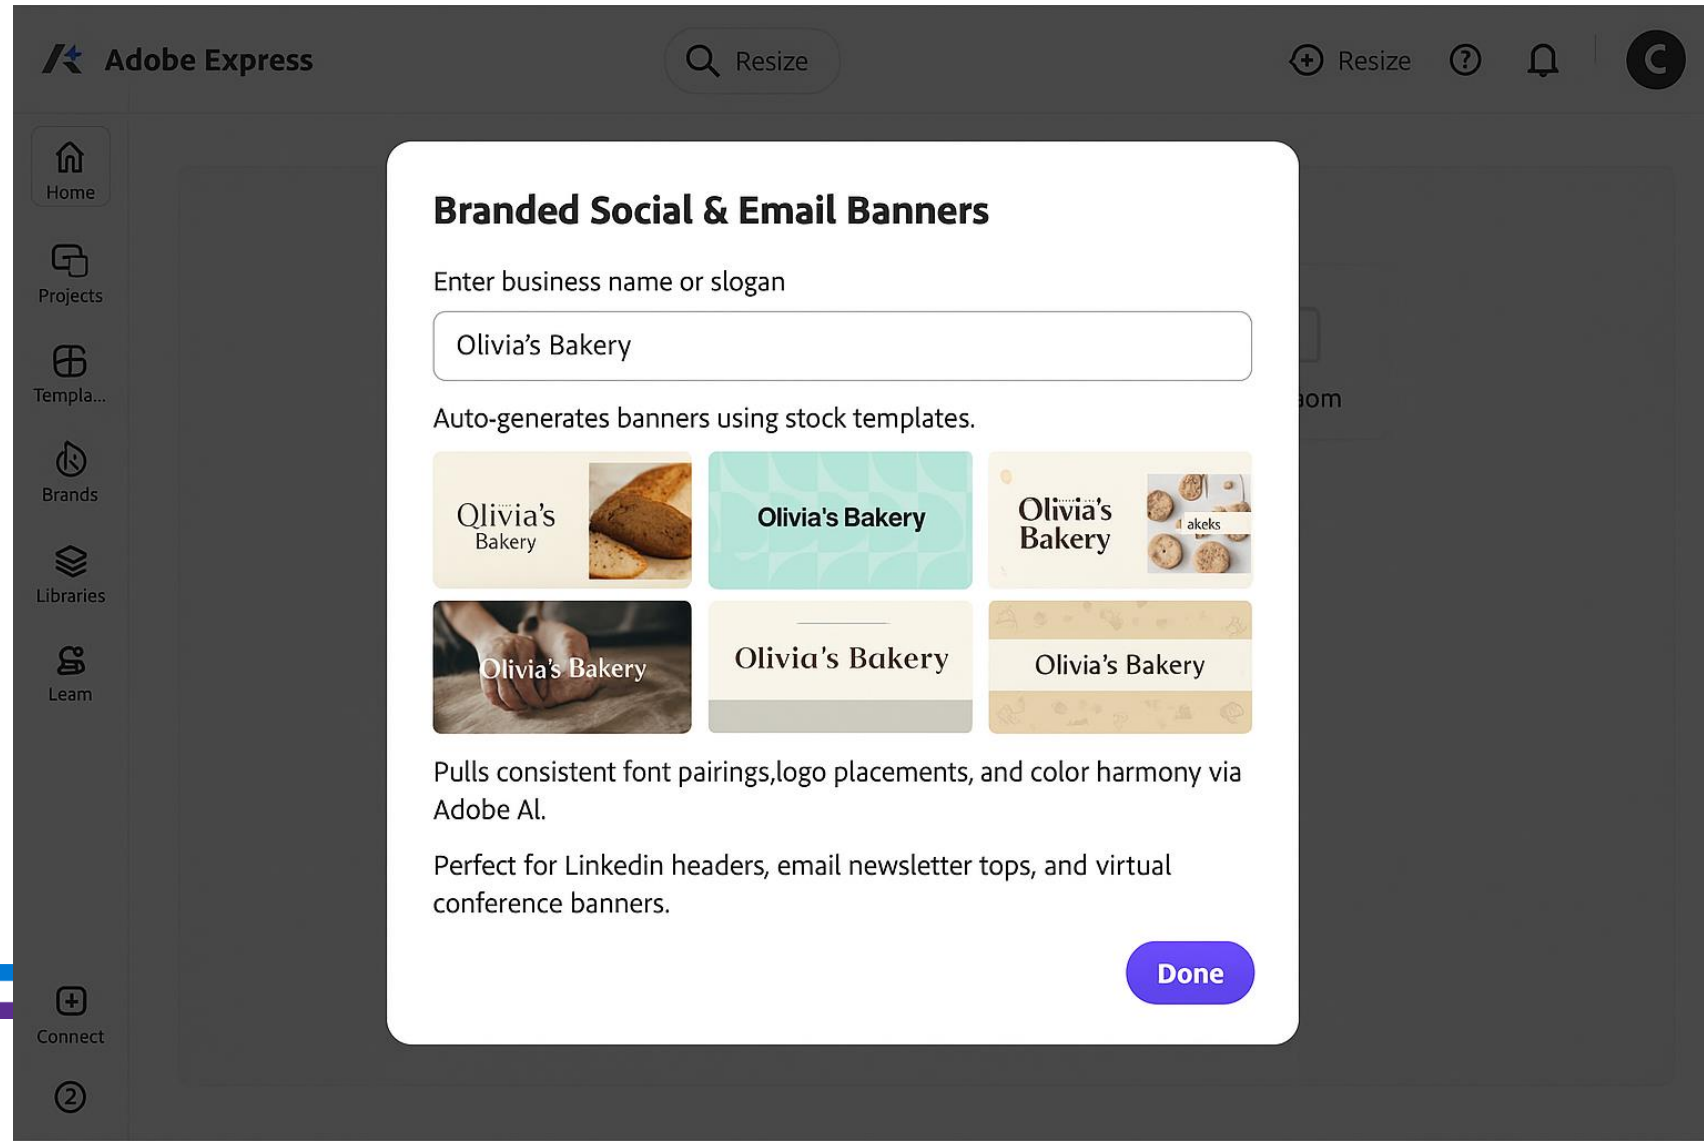 Adobe Express
Resize
Resize
C
Home
Projects
Templa...
Brands
Libraries
Leam
Connect
2
Branded Social & Email Banners
Enter business name or slogan
Olivia’s Bakery
Auto-generates banners using stock templates.
Qlivia’s
Bakery
Olivia's Bakery
Olivia’s
Bakery
akeks
Olivia’s Bakery
Olivia's Bakery
Olivia’s Bakery
Pulls consistent font pairings,logo placements, and color harmony via
Adobe Al.
Perfect for Linkedin headers, email newsletter tops, and virtual
conference banners.
Done